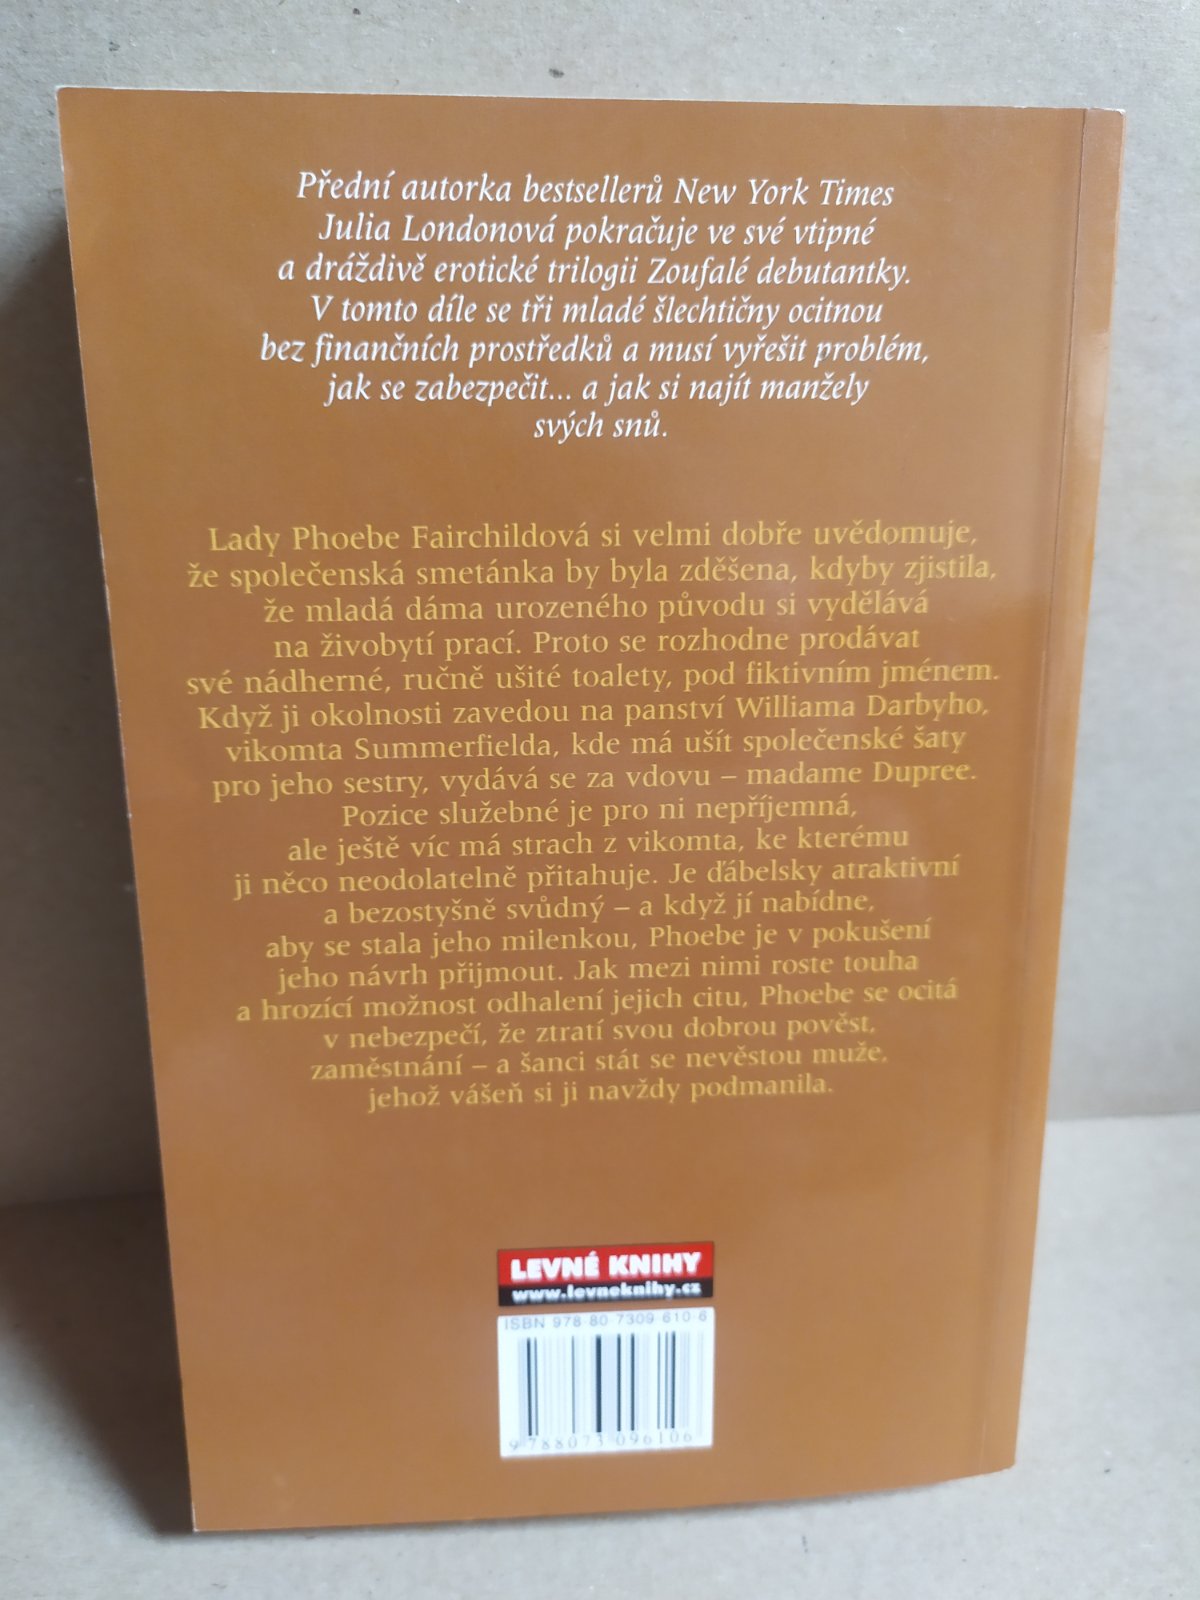 Přední autorka bestsellerů New York Times
Julia Londonová pokračuje ve své vtipné
a dráždivě erotické trilogii Zoufalé debutantky.
V tomto díle se tři mladé šlechtičny ocitnou
bez finančních prostředků a musí vyřešit problém,
jak se zabezpečit... a jak si najít manžely
svých snů.
Lady Phoebe Fairchildová si velmi dobře uvědomuje,
že společenská smetánka by byla zděšena, kdyby zjistila,
že mladá dáma urozeného původu si vydělává
na živobytí prací. Proto se rozhodne prodávat
své nádherné, ručně ušité toalety, pod fiktivním jménem.
Když ji okolnosti zavedou na panství Williama Darbyho,
vikomta Summerfielda, kde má ušít společenské šaty
pro jeho sestry, vydává se za vdovu – madame Dupree.
Pozice služebné je pro ni nepříjemná,
ale ještě víc má strach z vikomta, ke kterému
ji něco neodolatelně přitahuje. Je ďábelsky atraktivní
a bezostyšně svůdný – a když jí nabídne,
aby se stala jeho milenkou, Phoebe je v pokušení
jeho návrh přijmout. Jak mezi nimi roste touha
a hrozící možnost odhalení jejich citu, Phoebe se ocitá
v nebezpečí, že ztratí svou dobrou pověst,
zaměstnání – a šanci stát se nevěstou muže,
jehož vášeň si ji navždy podmanila.
LEVNÉ KNIHY
www.levneknihy.cz
ISBN 978-80-7309-610-6
9 788073 096106